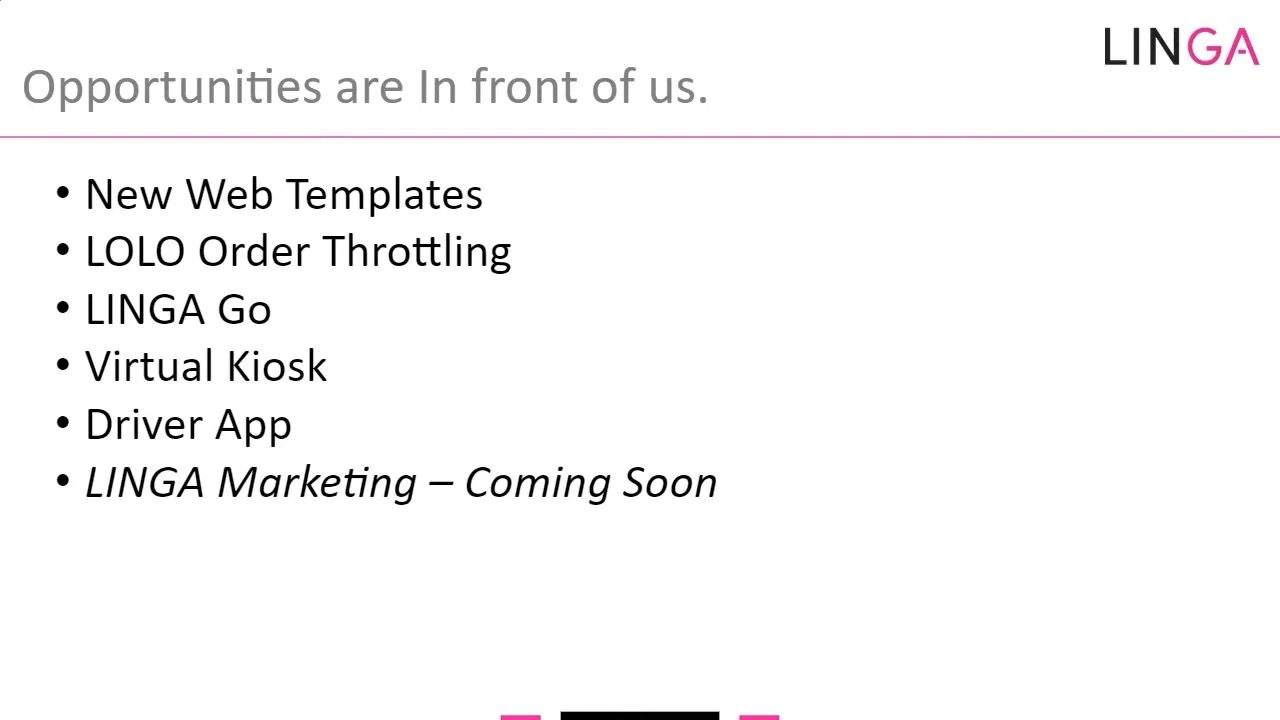 LINGA
Opportunities are In front of us.
• New Web Templates
• LOLO Order Throttling
• LINGA Go
• Virtual Kiosk
• Driver App
• LINGA Marketing – Coming Soon